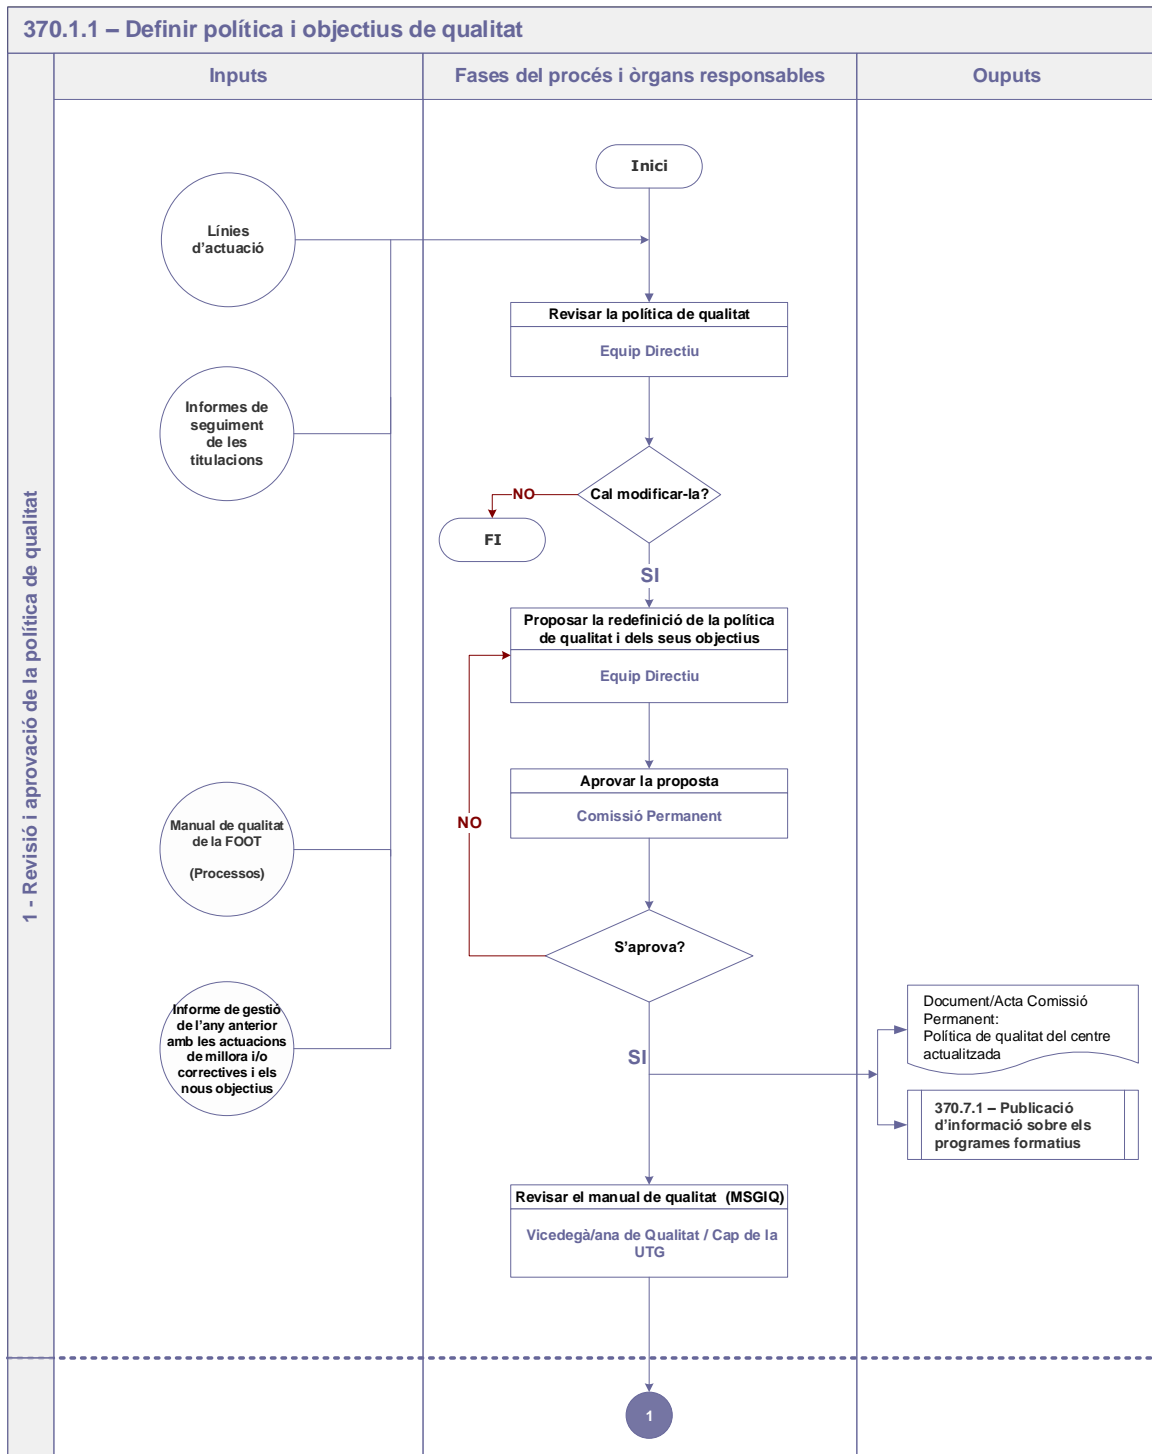 370.1.1 – Definir política i objectius de qualitat
Inputs
Fases del procés i òrgans responsables
Ouputs
1 - Revisió i aprovació de la política de qualitat
Inici
Línies
d'actuació
Revisar la política de qualitat
Equip Directiu
Informes de
seguiment
de les
titulacions
Cal modificar-la?
NO
FI
SI
Proposar la redefinició de la política
de qualitat i dels seus objectius
Equip Directiu
Aprovar la proposta
Comissió Permanent
NO
Manual de qualitat
de la FOOT
(Processos)
S'aprova?
Informe de gestió
de l'any anterior
amb les actuacions
de millora i/o
correctives i els
nous objectius
SI
Document/Acta Comissió
Permanent:
Política de qualitat del centre
actualitzada
370.7.1 – Publicació
d'informació sobre els
programes formatius
Revisar el manual de qualitat (MSGIQ)
Vicedegà/ana de Qualitat / Cap de la
UTG
1